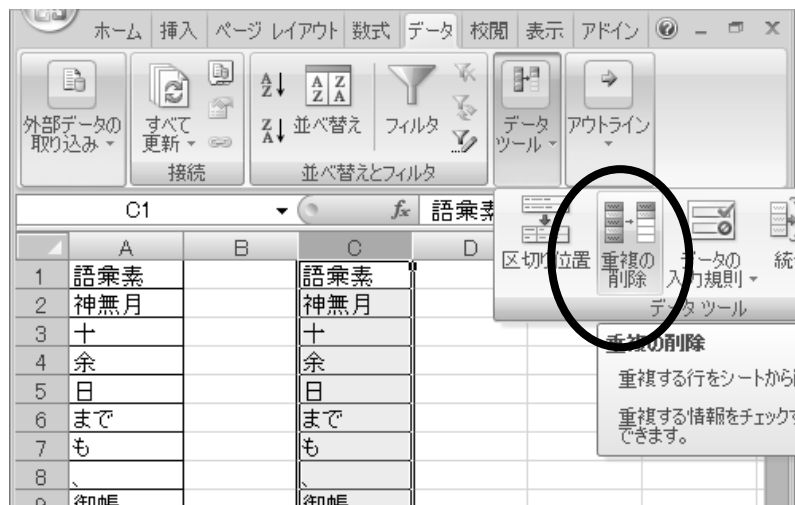 ホーム 挿入 ページ レイアウト 数式 データ 校閲 表示 アドイン
外部データの
取り込み
すべて
更新
並べ替え
フィルタ
データ
ツール
アウトライン
接続
並べ替えとフィルタ
C1
fx
語彙素
区切り位置
重複の
削除
データの
入力規則
統
データ ツール
重複の削除
重複する行をシートから
重複する情報をチェックす
できます。
A B C D
1 語彙素 語彙素
2 神無月 神無月
3 十 十
4 余 余
5 日 日
6 まで まで
7 も も
8 、 、
9 御帳 御帳